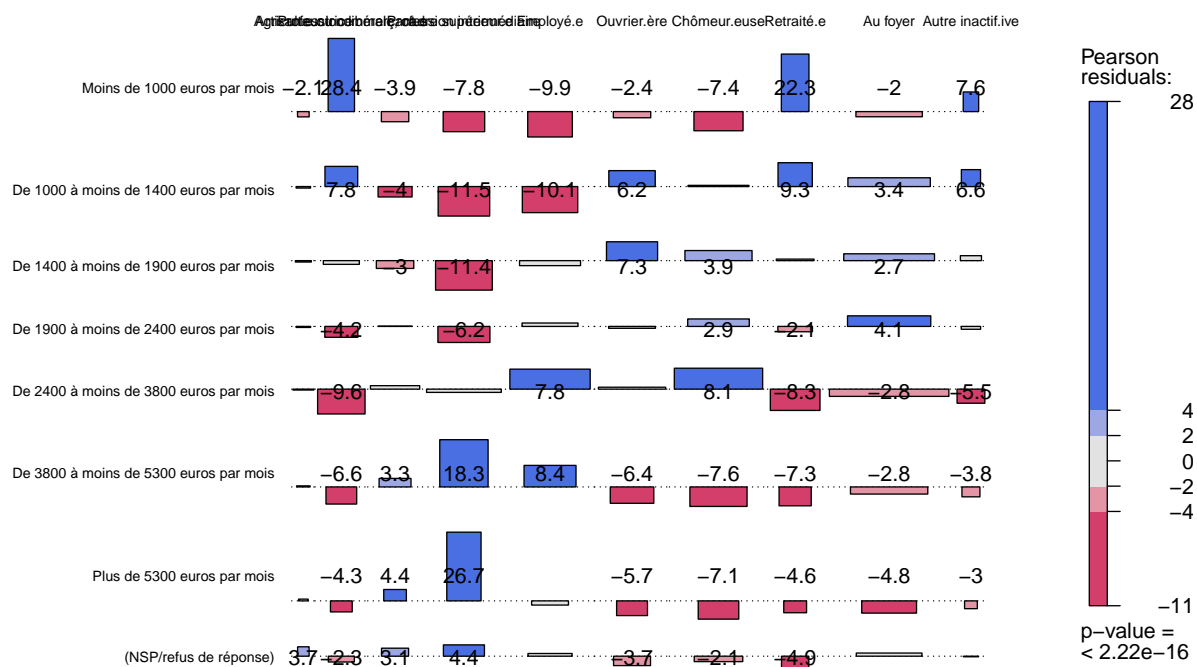 Employé.e Ouvrier.ère Chômeur.euse Retraité.e Au foyer Autre inactif.ive
Moins de 1000 euros par mois −2.1 28.4 −3.9 −7.8 −9.9 −2.4 −7.4 22.3 −2 7.6
De 1000 à moins de 1400 euros par mois 7.8 −4 −11.5 −10.1 6.2 9.3 3.4 6.6
De 1400 à moins de 1900 euros par mois −3 −11.4 7.3 3.9 2.7
De 1900 à moins de 2400 euros par mois −4.2 −6.2 2.9 −2.1 4.1
De 2400 à moins de 3800 euros par mois −9.6 7.8 8.1 −8.3 −2.8 −5.5
De 3800 à moins de 5300 euros par mois −6.6 3.3 18.3 8.4 −6.4 −7.6 −7.3 −2.8 −3.8
Plus de 5300 euros par mois −4.3 4.4 26.7 −5.7 −7.1 −4.6 −4.8 −3
(NSP/refus de réponse) 3.7 −2.3 3.1 4.4 −3.7 −2.1 −4.9
Pearson
residuals:
28
4
2
0
−2
−4
−11
p−value =
< 2.22e−16